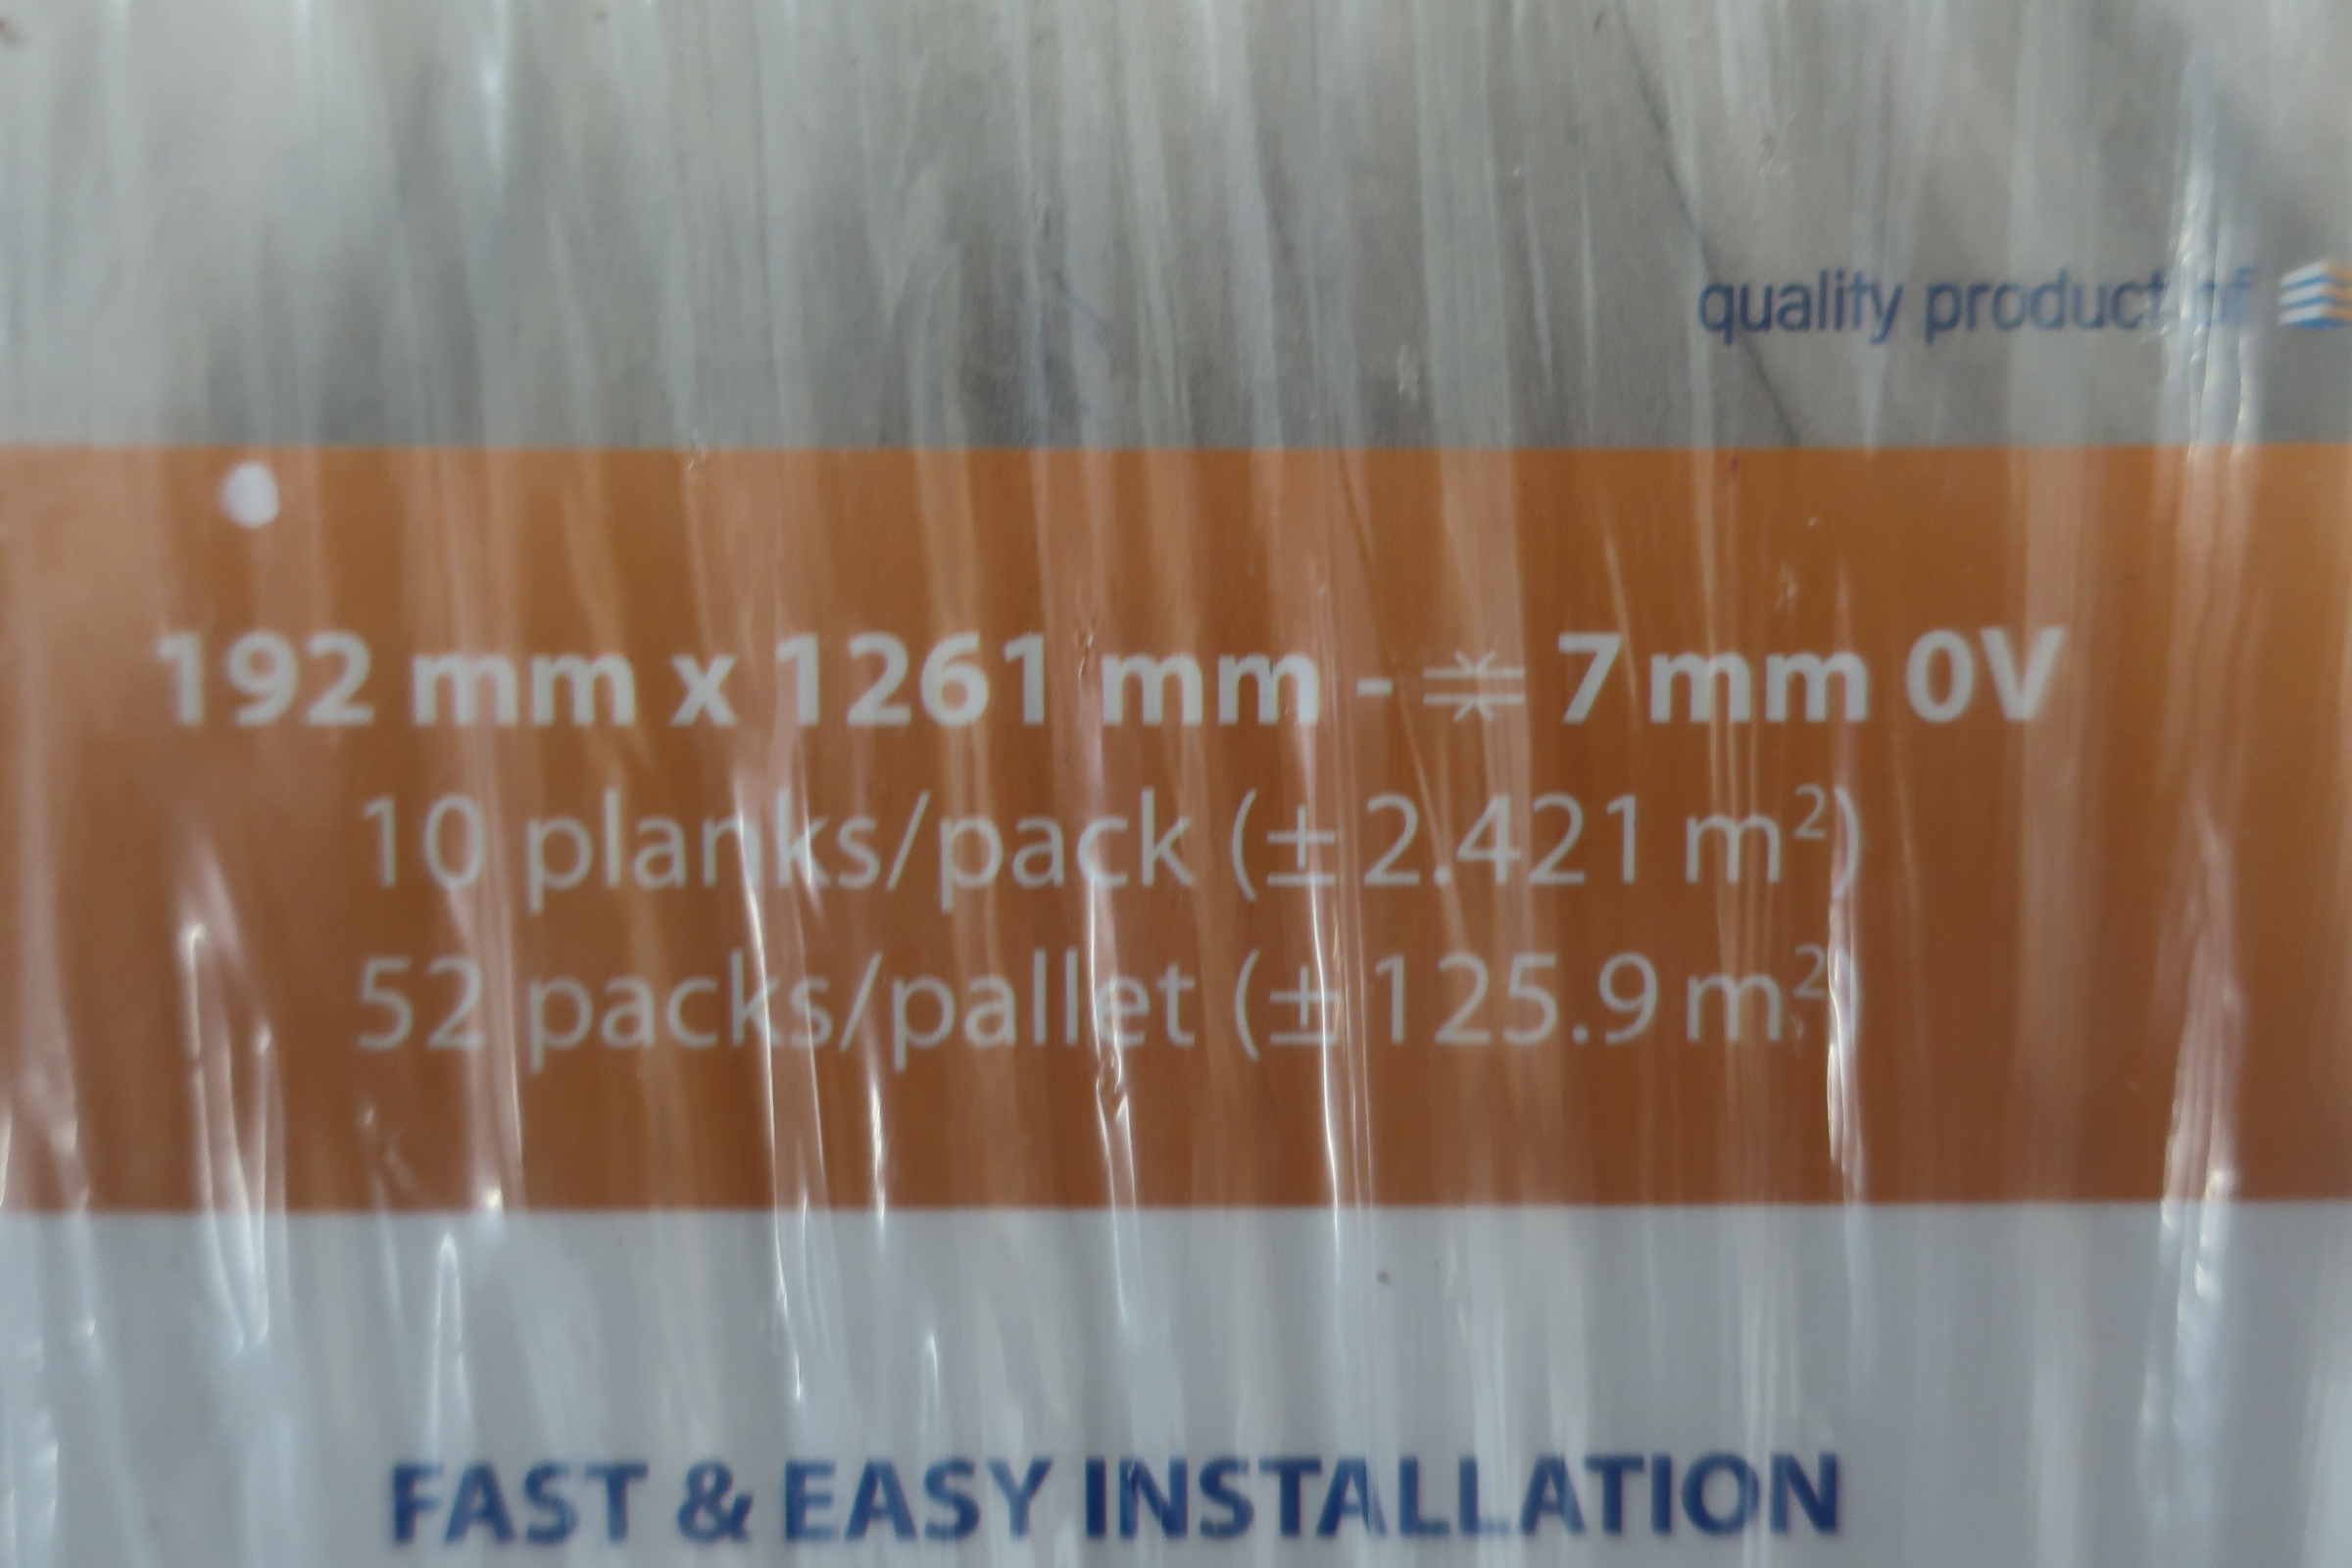 quality product of
192 mm x 1261 mm - 7 mm 0V
10 planks/pack (± 2.421 m²)
52 packs/pallet (± 125.9 m²)
FAST & EASY INSTALLATION